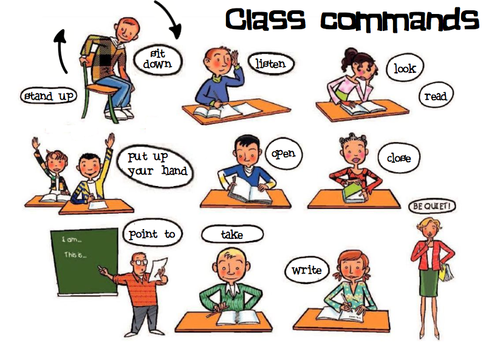 Class commands
sit
down
listen
look
stand up
read
put up
your hand
open
close
BE QUIET!
point to
take
I am...
This is...
write